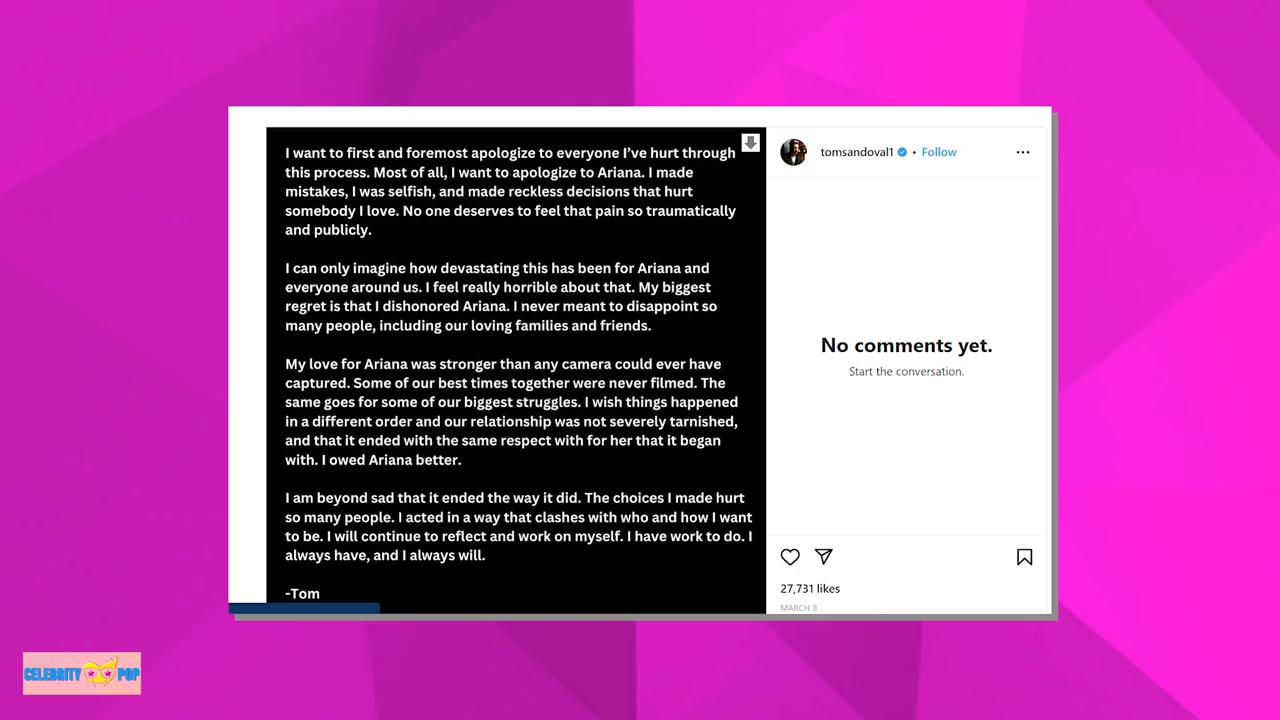 I want to first and foremost apologize to everyone I've hurt through
this process. Most of all, I want to apologize to Ariana. I made
mistakes, I was selfish, and made reckless decisions that hurt
somebody I love. No one deserves to feel that pain so traumatically
and publicly.
I can only imagine how devastating this has been for Ariana and
everyone around us. I feel really horrible about that. My biggest
regret is that I dishonored Ariana. I never meant to disappoint so
many people, including our loving families and friends.
My love for Ariana was stronger than any camera could ever have
captured. Some of our best times together were never filmed. The
same goes for some of our biggest struggles. I wish things happened
in a different order and our relationship was not severely tarnished,
and that it ended with the same respect with for her that it began
with. I owed Ariana better.
I am beyond sad that it ended the way it did. The choices I made hurt
so many people. I acted in a way that clashes with who and how I want
to be. I will continue to reflect and work on myself. I have work to do. I
always have, and I always will.
-Tom
tomsandoval1 • Follow
No comments yet.
Start the conversation.
27,731 likes
MARCH 8
CELEBRITY POP